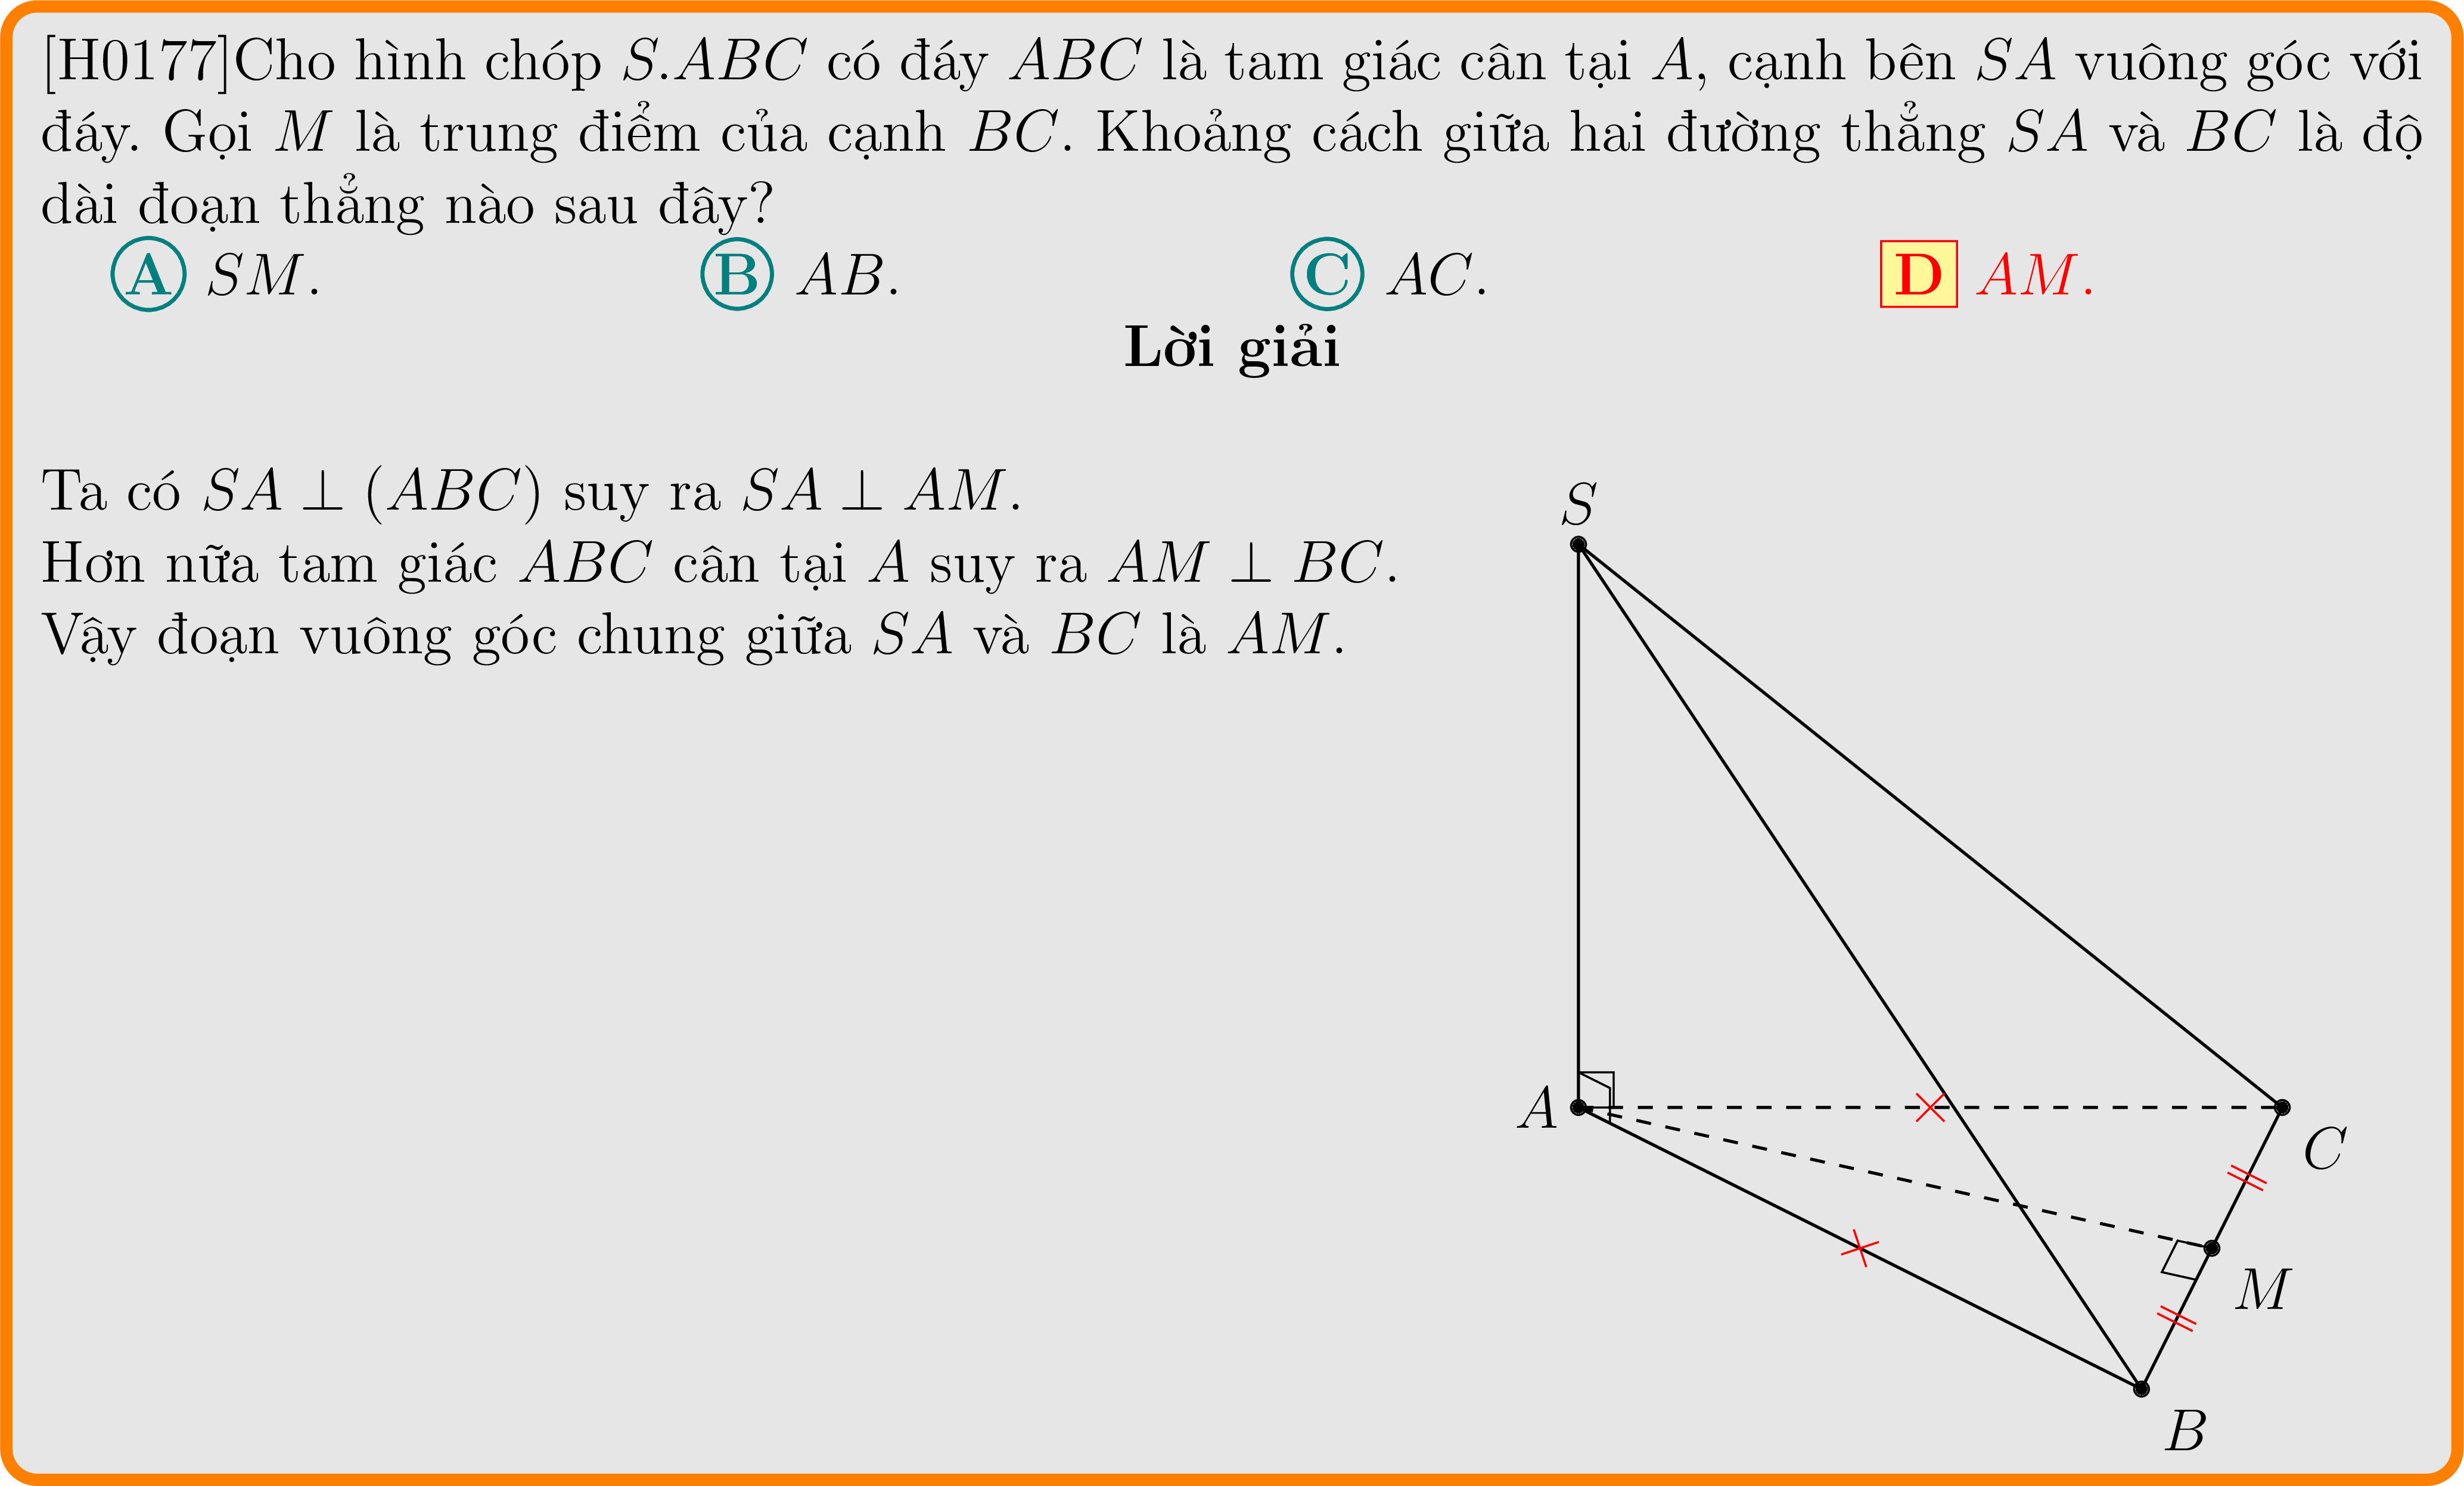 [H0177]Cho hình chóp S.ABC có đáy ABC là tam giác cân tại A, cạnh bên SA vuông góc với
đáy. Gọi M là trung điểm của cạnh BC. Khoảng cách giữa hai đường thẳng SA và BC là độ
dài đoạn thẳng nào sau đây?
A SM. B AB. C AC. D AM.
Lời giải
Ta có SA ⊥ (ABC) suy ra SA ⊥ AM.
Hơn nữa tam giác ABC cân tại A suy ra AM ⊥ BC.
Vậy đoạn vuông góc chung giữa SA và BC là AM.
S
A
C
M
B